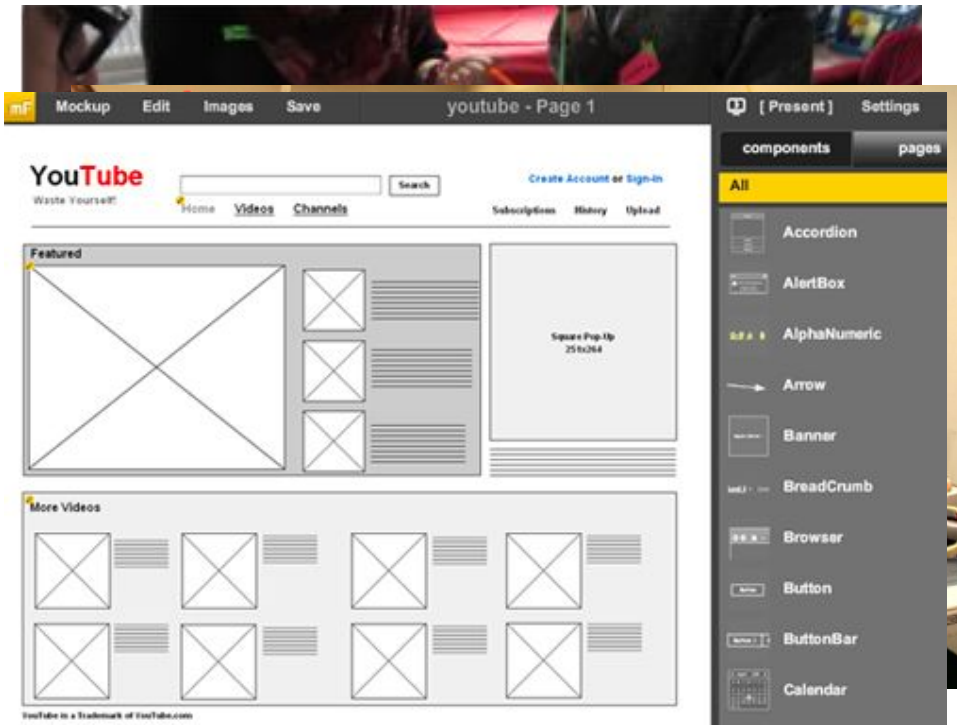 mF Mockup Edit Images Save youtube - Page 1 [ Present ] Settings
components pages
YouTube
Waste Yourself!
Search
Create Account or Sign-In
Home Videos Channels
Subscriptions History Upload
Featured
Square Pop-Up
251x264
More Videos
YouTube is a Trademark of YouTube.com
All
Accordion
AlertBox
AlphaNumeric
Arrow
Banner
BreadCrumb
Browser
Button
ButtonBar
Calendar